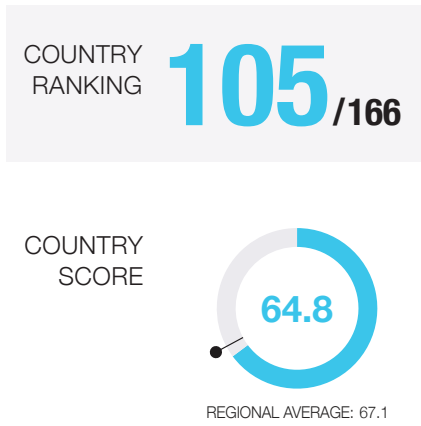 COUNTRY
RANKING
105/166
COUNTRY
SCORE
64.8
REGIONAL AVERAGE: 67.1